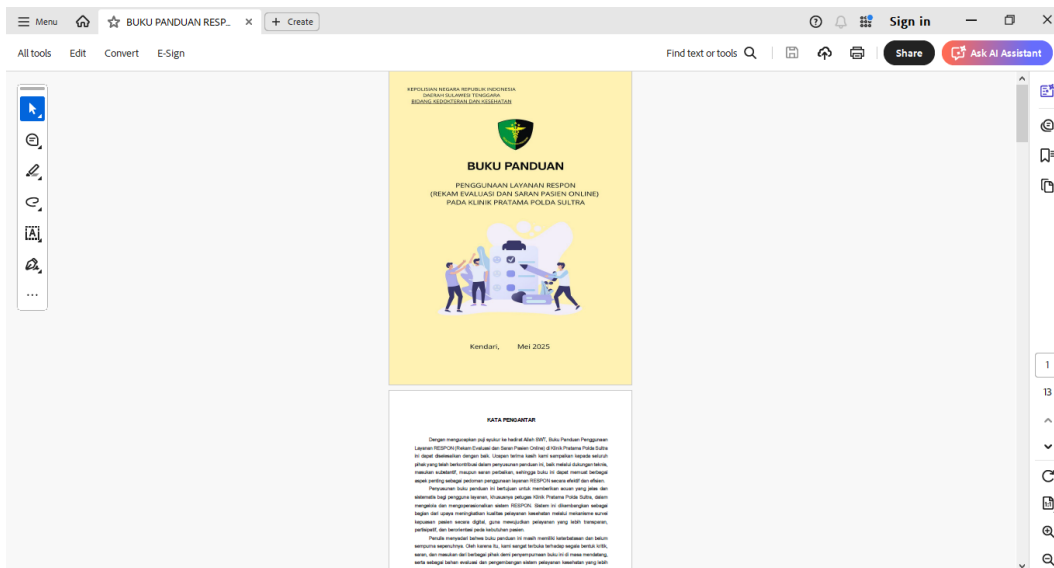 Menu
BUKU PANDUAN RESP...
+ Create
Sign in
All tools
Edit
Convert
E-Sign
Find text or tools
Share
Ask AI Assistant
KEPOLISIAN NEGARA REPUBLIK INDONESIA
DAERAH SULAWESI TENGGARA
BIDANG KEDOKTERAN DAN KESEHATAN
BUKU PANDUAN
PENGGUNAAN LAYANAN RESPON
(REKAM EVALUASI DAN SARAN PASIEN ONLINE)
PADA KLINIK PRATAMA POLDA SULTRA
Kendari, Mei 2025
1
13
KATA PENGANTAR
Dengan mengucapkan puji syukur ke hadirat Allah SWT, Buku Panduan Penggunaan
Layanan RESPON (Rekam Evaluasi dan Saran Pasien Online) di Klinik Pratama Polda Sultra
ini dapat diselesaikan dengan baik. Ucapan terima kasih kami sampaikan kepada seluruh
pihak yang telah berkontribusi dalam penyusunan panduan ini, baik melalui dukungan teknis,
masukan substantif, maupun saran perbaikan, sehingga buku ini dapat memuat berbagai
aspek penting sebagai pedoman penggunaan layanan RESPON secara efektif dan efisien.
Penyusunan buku panduan ini bertujuan untuk memberikan acuan yang jelas dan
sistematis bagi pengguna layanan, khususnya petugas Klinik Pratama Polda Sultra, dalam
mengelola dan mengoperasionalkan sistem RESPON. Sistem ini dikembangkan sebagai
bagian dari upaya meningkatkan kualitas pelayanan kesehatan melalui mekanisme survei
kepuasan pasien secara digital, guna mewujudkan pelayanan yang lebih transparan,
partisipatif, dan berorientasi pada kebutuhan pasien.
Penulis menyadari bahwa buku panduan ini masih memiliki keterbatasan dan belum
sempurna sepenuhnya. Oleh karena itu, kami sangat terbuka terhadap segala bentuk kritik,
saran, dan masukan dari berbagai pihak demi penyempurnaan buku ini di masa mendatang,
serta sebagai bahan evaluasi dan pengembangan sistem pelayanan kesehatan yang lebih